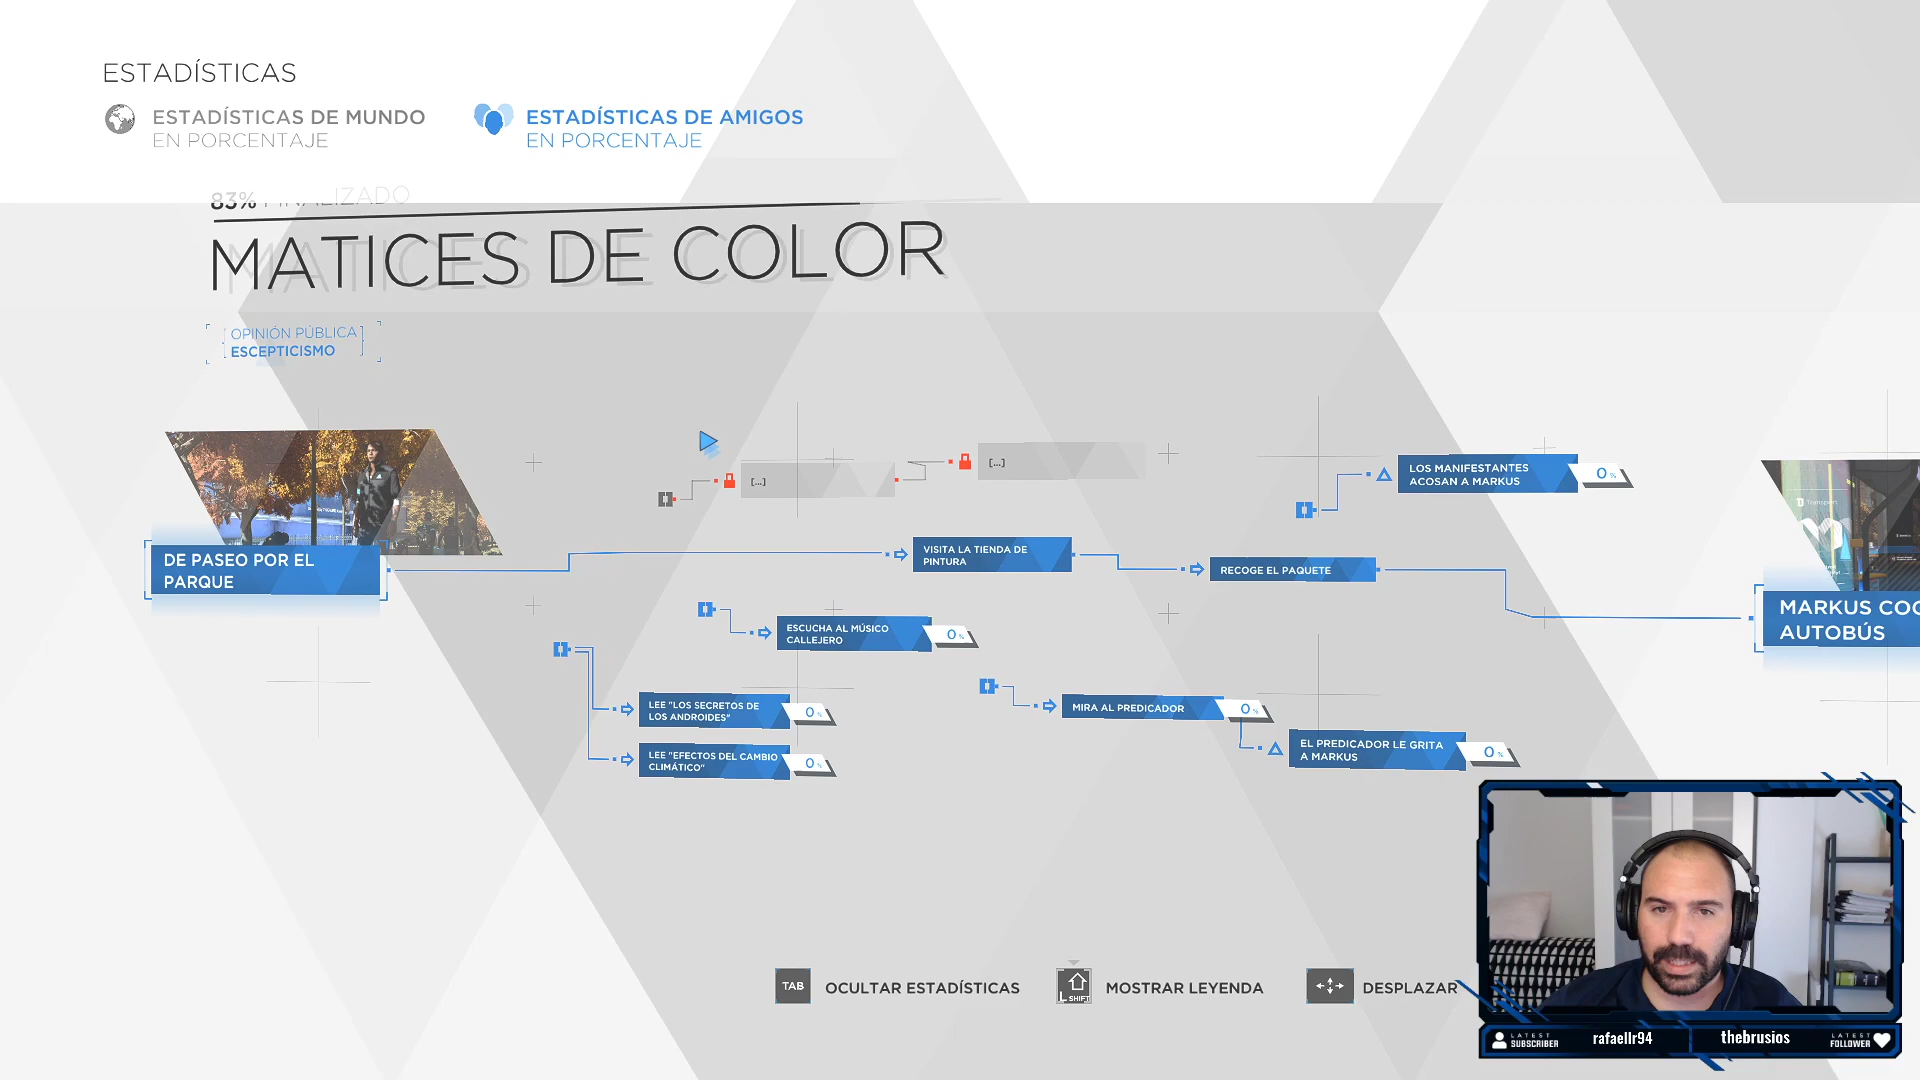 ESTADÍSTICAS
ESTADÍSTICAS DE MUNDO
EN PORCENTAJE
ESTADÍSTICAS DE AMIGOS
EN PORCENTAJE
83% FINALIZADO
MATICES DE COLOR
OPINIÓN PÚBLICA
ESCEPTICISMO
[...]
[...]
LOS MANIFESTANTES
ACOSAN A MARKUS
0 %
DE PASEO POR EL
PARQUE
VISITA LA TIENDA DE
PINTURA
RECOGE EL PAQUETE
Transport
MARKUS COG
AUTOBÚS
ESCUCHA AL MÚSICO
CALLEJERO
0 %
LEE "LOS SECRETOS DE
LOS ANDROIDES"
0 %
MIRA AL PREDICADOR
0 %
LEE "EFECTOS DEL CAMBIO
CLIMÁTICO"
0 %
EL PREDICADOR LE GRITA
A MARKUS
0 %
TAB
OCULTAR ESTADÍSTICAS
L SHIFT
MOSTRAR LEYENDA
DESPLAZAR
LATEST
SUBSCRIBER
rafaellr94
thebrusios
LATEST
FOLLOWER